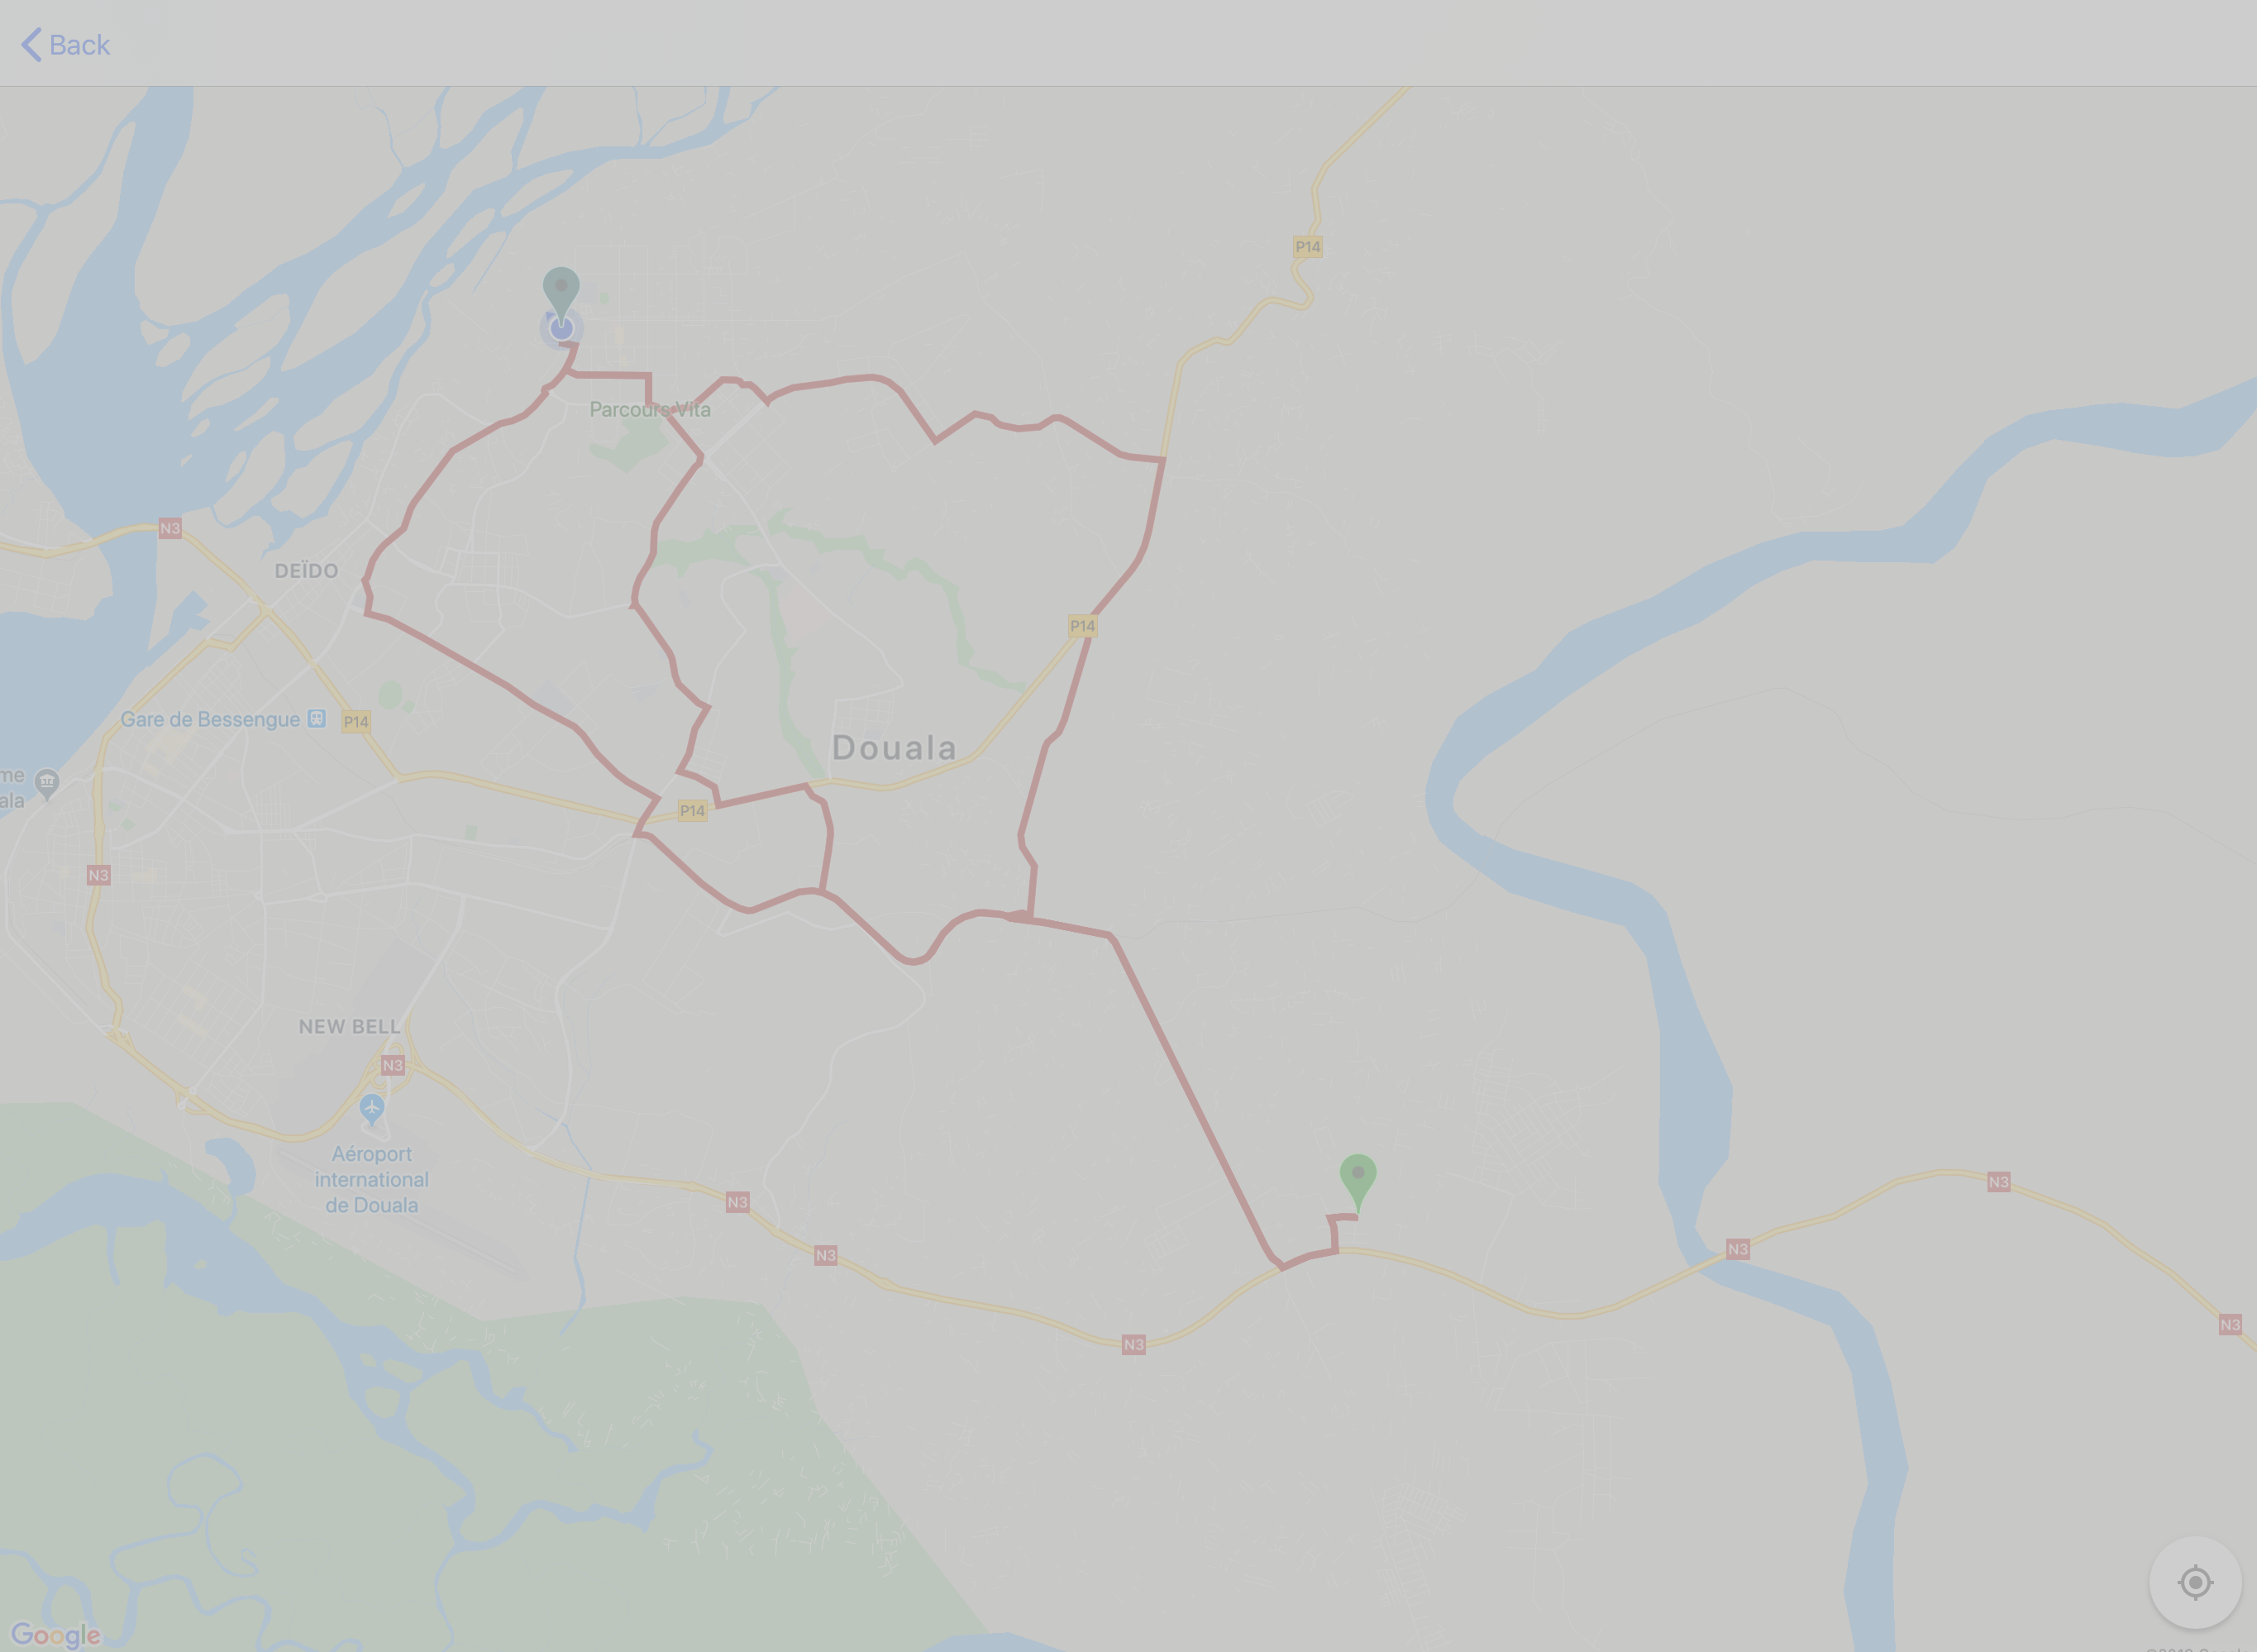 Back
P14
Parcours Vita
N3
DEÏDO
P14
Gare de Bessengue
P14
Douala
me
ala
P14
N3
NEW BELL
N3
Aéroport
international
de Douala
N3
N3
N3
N3
N3
N3
Google